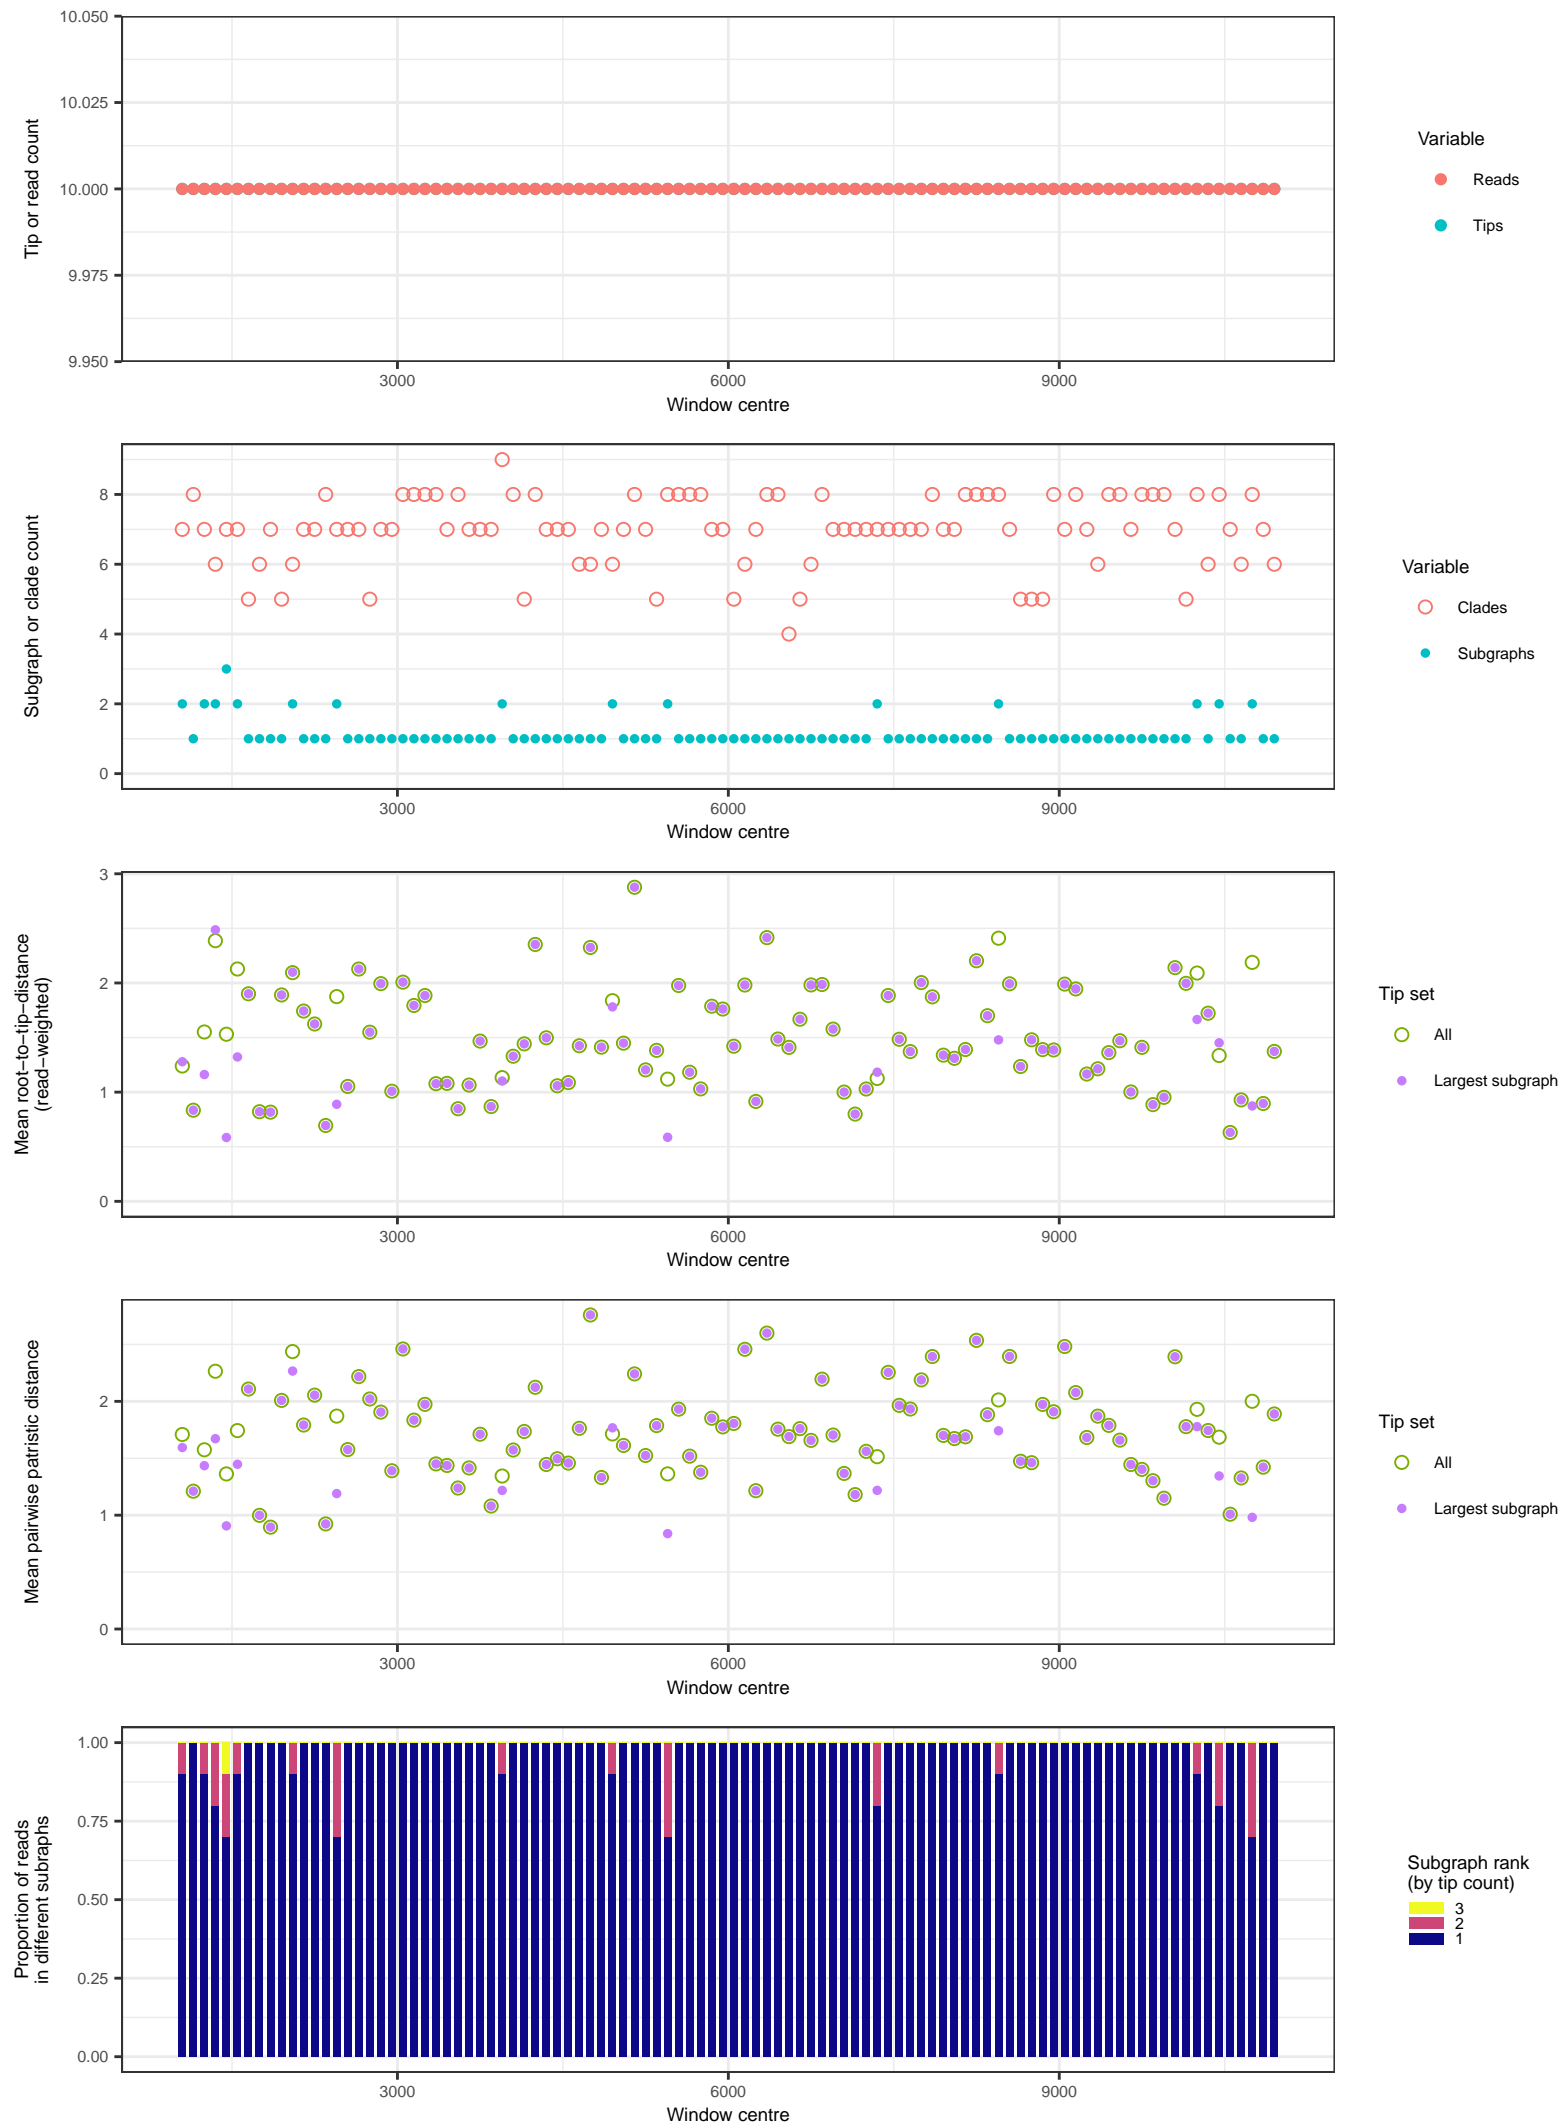 10.050
10.025
10.000
9.975
9.950
Tip or read count
3000
6000
9000
Window centre
Variable
Reads
Tips
8
6
4
2
0
Subgraph or clade count
3000
6000
9000
Window centre
Variable
Clades
Subgraphs
3
2
1
0
Mean root−to−tip−distance
(read−weighted)
3000
6000
9000
Window centre
Tip set
All
Largest subgraph
2
1
0
Mean pairwise patristic distance
3000
6000
9000
Window centre
Tip set
All
Largest subgraph
1.00
0.75
0.50
0.25
0.00
Proportion of reads
in different subraphs
3000
6000
9000
Window centre
Subgraph rank
(by tip count)
3
2
1